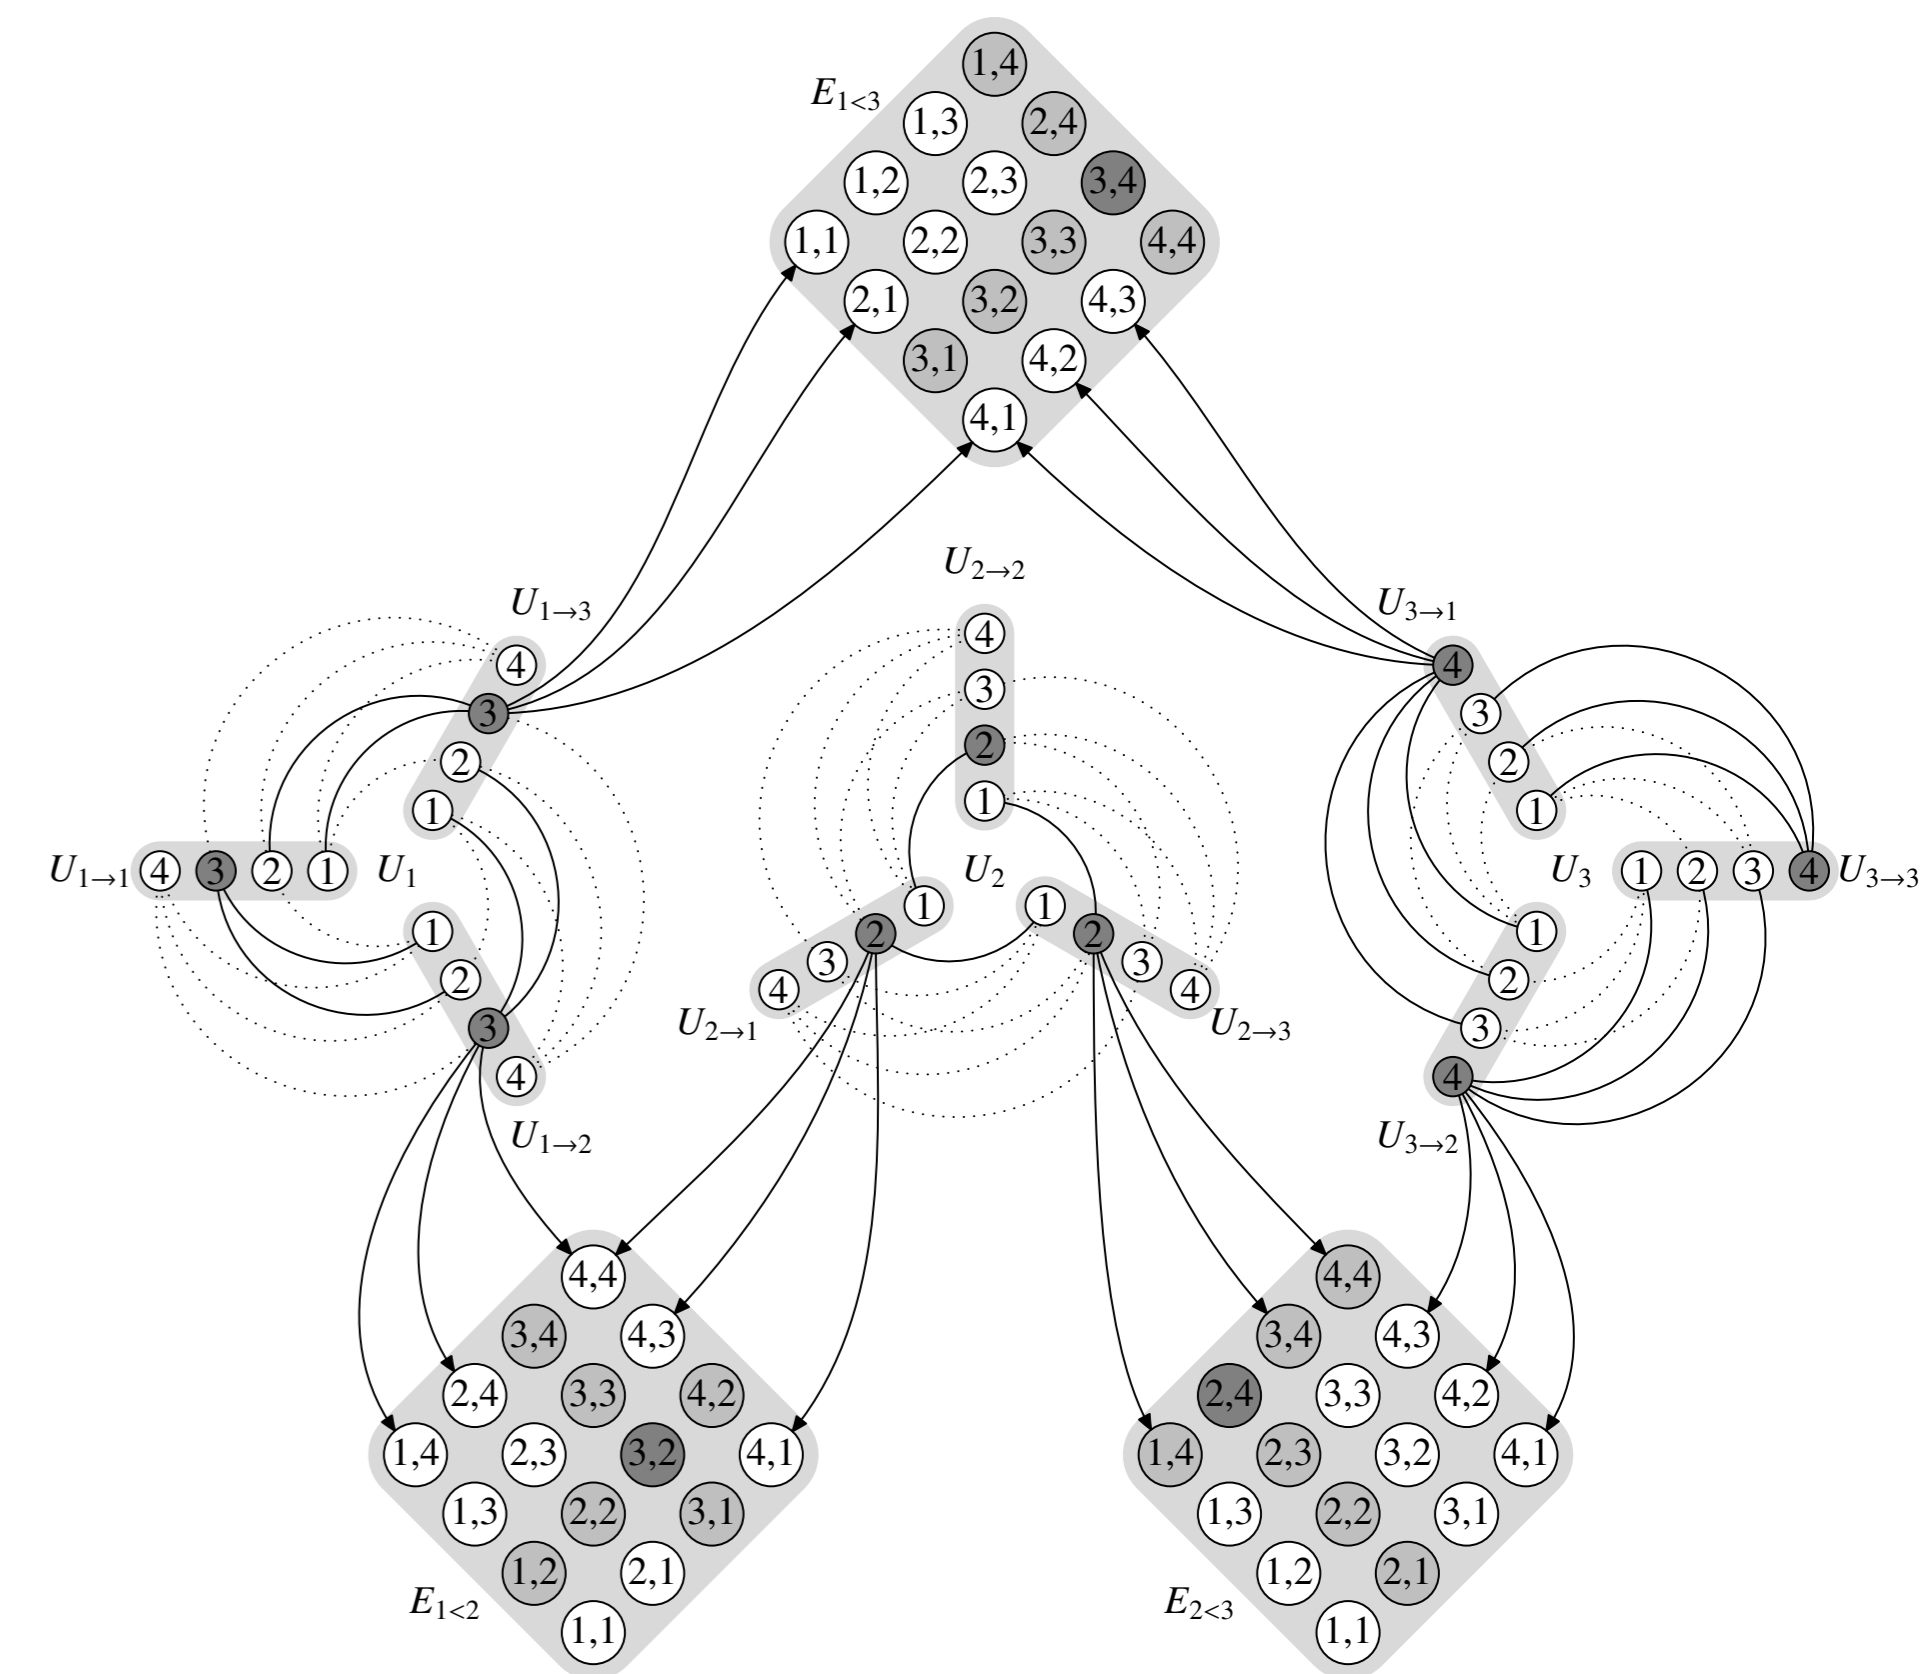 1,4
E1<3
1,3 2,4
1,2 2,3 3,4
1,1 2,2 3,3 4,4
2,1 3,2 4,3
3,1 4,2
4,1
U2→2
U1→3 U3→1
4 4 4
3 3 3
2 2 2
1 1 1
U1→1 4 3 2 1 U1 U2 U3 1 2 3 4 U3→3
1 1 1 1
2 2 2 2
3 3 3 3
4 4
U2→1 U2→3
4 4
U1→2 U3→2
4,4 4,4
3,4 4,3 3,4 4,3
2,4 3,3 4,2 2,4 3,3 4,2
1,4 2,3 3,2 4,1 1,4 2,3 3,2 4,1
1,3 2,2 3,1 1,3 2,2 3,1
1,2 2,1 1,2 2,1
E1<2 E2<3
1,1 1,1